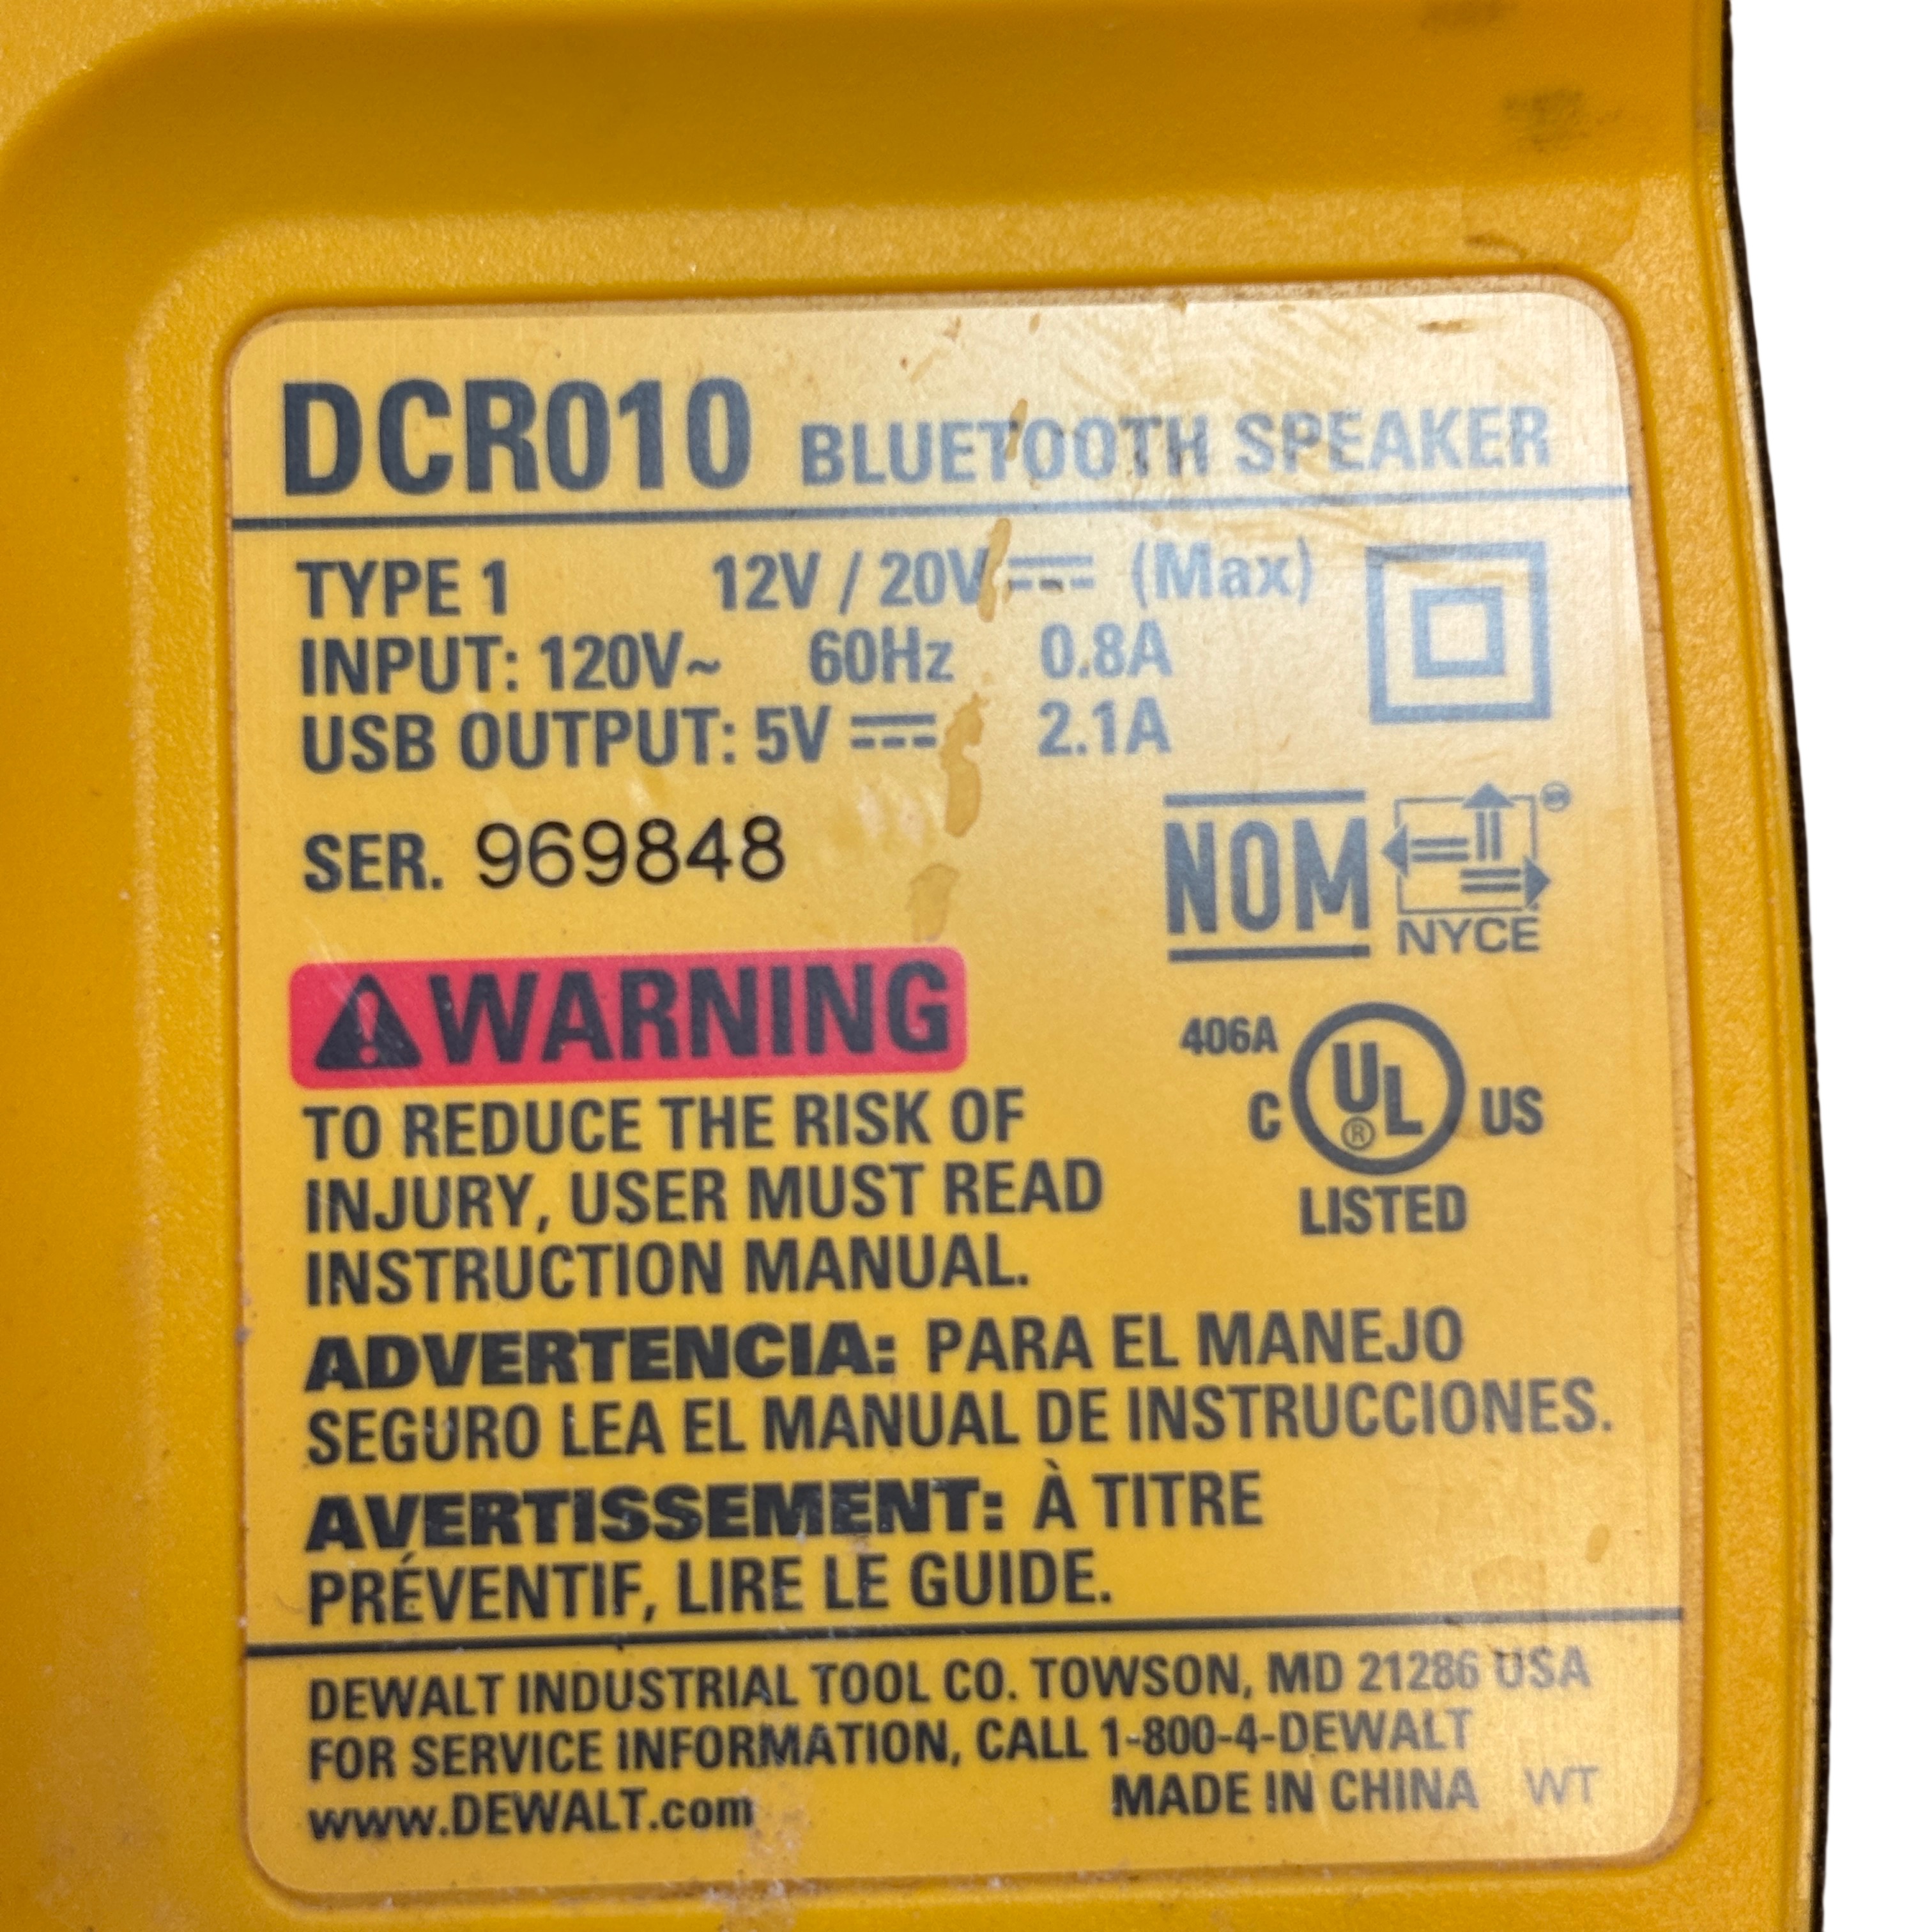 DCR010 BLUETOOTH SPEAKER
TYPE 1 12V / 20V ⎓ (Max)
INPUT: 120V~ 60Hz 0.8A
USB OUTPUT: 5V ⎓ 2.1A
SER. 969848
NOM
NYCE
WARNING
TO REDUCE THE RISK OF
INJURY, USER MUST READ
INSTRUCTION MANUAL.
406A
C UL® US
LISTED
ADVERTENCIA: PARA EL MANEJO
SEGURO LEA EL MANUAL DE INSTRUCCIONES.
AVERTISSEMENT: À TITRE
PRÉVENTIF, LIRE LE GUIDE.
DEWALT INDUSTRIAL TOOL CO. TOWSON, MD 21286 USA
FOR SERVICE INFORMATION, CALL 1-800-4-DEWALT
www.DEWALT.com MADE IN CHINA WT